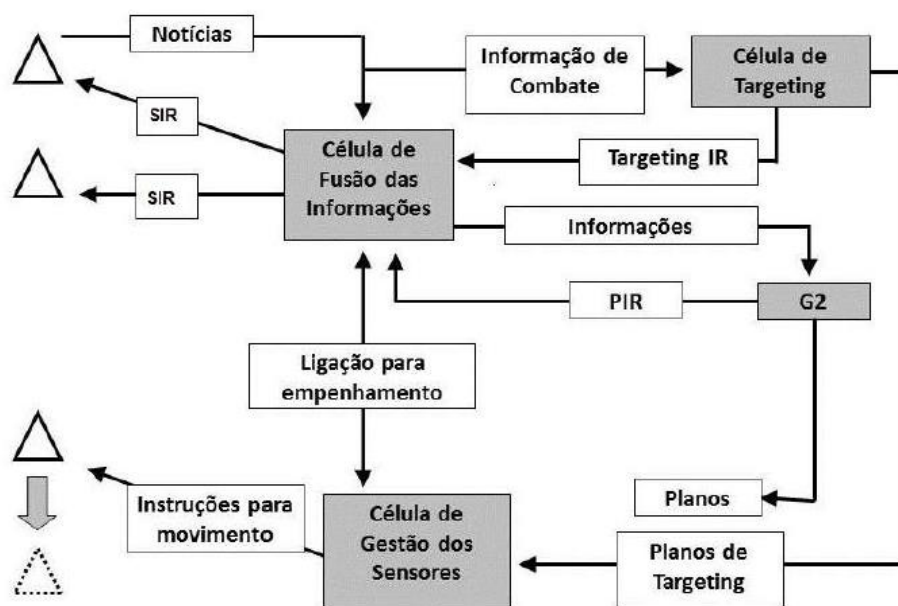 Notícias
Informação de
Combate
Célula de
Targeting
SIR
Célula de
Fusão das
Informações
Targeting IR
SIR
Informações
PIR
G2
Ligação para
empenhamento
Instruções para
movimento
Célula de
Gestão dos
Sensores
Planos
Planos de
Targeting